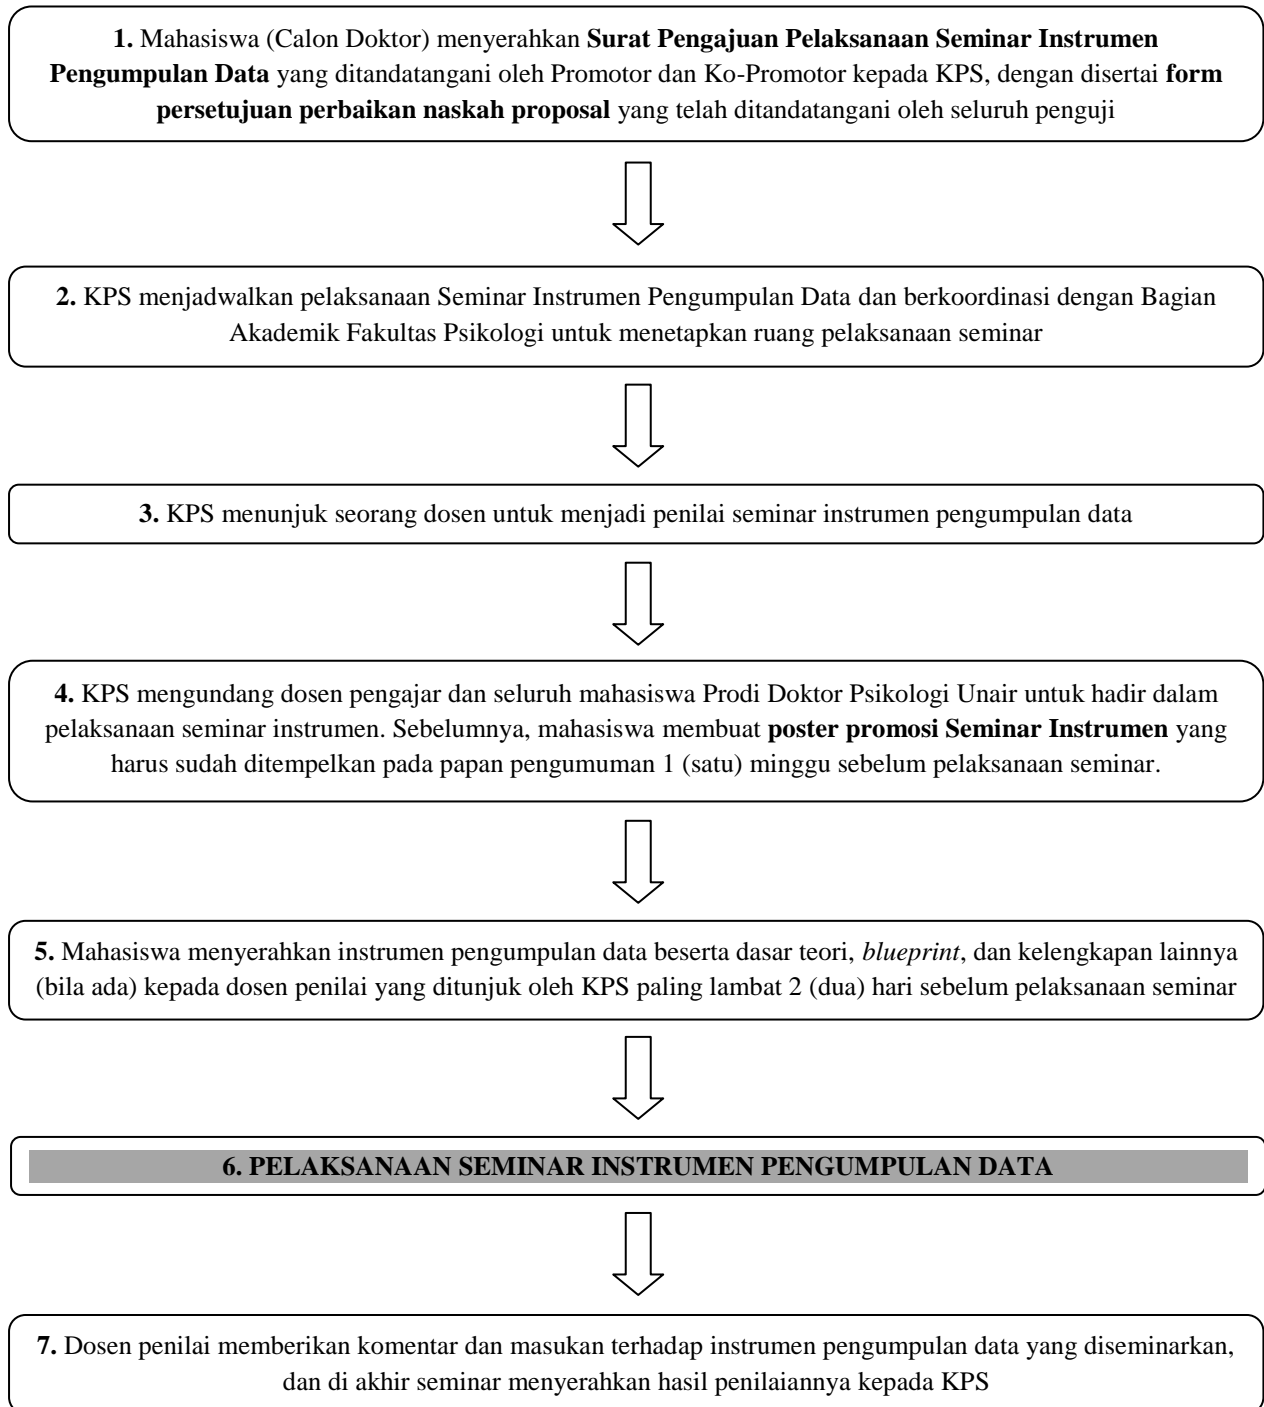 1. Mahasiswa (Calon Doktor) menyerahkan Surat Pengajuan Pelaksanaan Seminar Instrumen
Pengumpulan Data yang ditandatangani oleh Promotor dan Ko-Promotor kepada KPS, dengan disertai form
persetujuan perbaikan naskah proposal yang telah ditandatangani oleh seluruh penguji
2. KPS menjadwalkan pelaksanaan Seminar Instrumen Pengumpulan Data dan berkoordinasi dengan Bagian
Akademik Fakultas Psikologi untuk menetapkan ruang pelaksanaan seminar
3. KPS menunjuk seorang dosen untuk menjadi penilai seminar instrumen pengumpulan data
4. KPS mengundang dosen pengajar dan seluruh mahasiswa Prodi Doktor Psikologi Unair untuk hadir dalam
pelaksanaan seminar instrumen. Sebelumnya, mahasiswa membuat poster promosi Seminar Instrumen yang
harus sudah ditempelkan pada papan pengumuman 1 (satu) minggu sebelum pelaksanaan seminar.
5. Mahasiswa menyerahkan instrumen pengumpulan data beserta dasar teori, blueprint, dan kelengkapan lainnya
(bila ada) kepada dosen penilai yang ditunjuk oleh KPS paling lambat 2 (dua) hari sebelum pelaksanaan seminar
6. PELAKSANAAN SEMINAR INSTRUMEN PENGUMPULAN DATA
7. Dosen penilai memberikan komentar dan masukan terhadap instrumen pengumpulan data yang diseminarkan,
dan di akhir seminar menyerahkan hasil penilaiannya kepada KPS